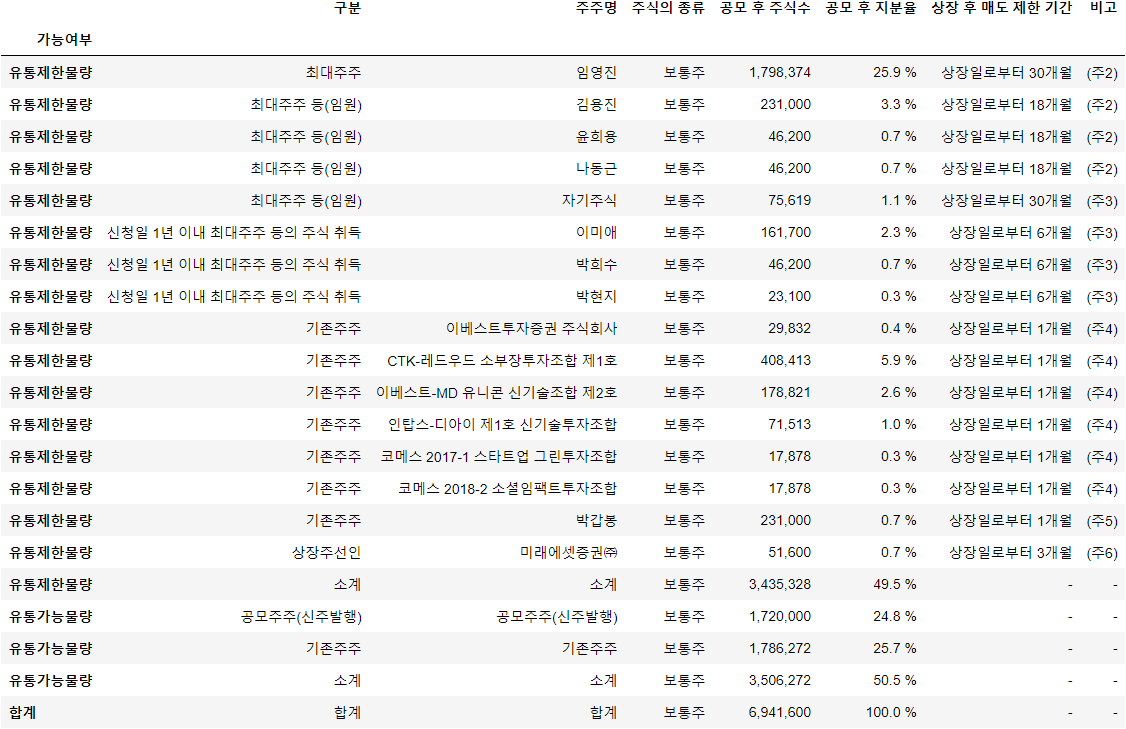 구분 주주명 주식의 종류 공모 후 주식수 공모 후 지분율 상장 후 매도 제한 기간 비고
가능여부
유통제한물량 최대주주 임영진 보통주 1,798,374 25.9 % 상장일로부터 30개월 (주2)
유통제한물량 최대주주 등(임원) 김용진 보통주 231,000 3.3 % 상장일로부터 18개월 (주2)
유통제한물량 최대주주 등(임원) 윤희용 보통주 46,200 0.7 % 상장일로부터 18개월 (주2)
유통제한물량 최대주주 등(임원) 나동근 보통주 46,200 0.7 % 상장일로부터 18개월 (주2)
유통제한물량 최대주주 등(임원) 자기주식 보통주 75,619 1.1 % 상장일로부터 30개월 (주3)
유통제한물량 신청일 1년 이내 최대주주 등의 주식 취득 이미애 보통주 161,700 2.3 % 상장일로부터 6개월 (주3)
유통제한물량 신청일 1년 이내 최대주주 등의 주식 취득 박희수 보통주 46,200 0.7 % 상장일로부터 6개월 (주3)
유통제한물량 신청일 1년 이내 최대주주 등의 주식 취득 박현지 보통주 23,100 0.3 % 상장일로부터 6개월 (주3)
유통제한물량 기존주주 이베스트투자증권 주식회사 보통주 29,832 0.4 % 상장일로부터 1개월 (주4)
유통제한물량 기존주주 CTK-레드우드 소부장투자조합 제1호 보통주 408,413 5.9 % 상장일로부터 1개월 (주4)
유통제한물량 기존주주 이베스트-MD 유니콘 신기술조합 제2호 보통주 178,821 2.6 % 상장일로부터 1개월 (주4)
유통제한물량 기존주주 인탑스-디아이 제1호 신기술투자조합 보통주 71,513 1.0 % 상장일로부터 1개월 (주4)
유통제한물량 기존주주 코메스 2017-1 스타트업 그린투자조합 보통주 17,878 0.3 % 상장일로부터 1개월 (주4)
유통제한물량 기존주주 코메스 2018-2 소셜임팩트투자조합 보통주 17,878 0.3 % 상장일로부터 1개월 (주4)
유통제한물량 기존주주 박갑봉 보통주 231,000 0.7 % 상장일로부터 1개월 (주5)
유통제한물량 상장주선인 미래에셋증권㈜ 보통주 51,600 0.7 % 상장일로부터 3개월 (주6)
유통제한물량 소계 소계 보통주 3,435,328 49.5 % - -
유통가능물량 공모주주(신주발행) 공모주주(신주발행) 보통주 1,720,000 24.8 % - -
유통가능물량 기존주주 기존주주 보통주 1,786,272 25.7 % - -
유통가능물량 소계 소계 보통주 3,506,272 50.5 % - -
합계 합계 합계 보통주 6,941,600 100.0 % - -